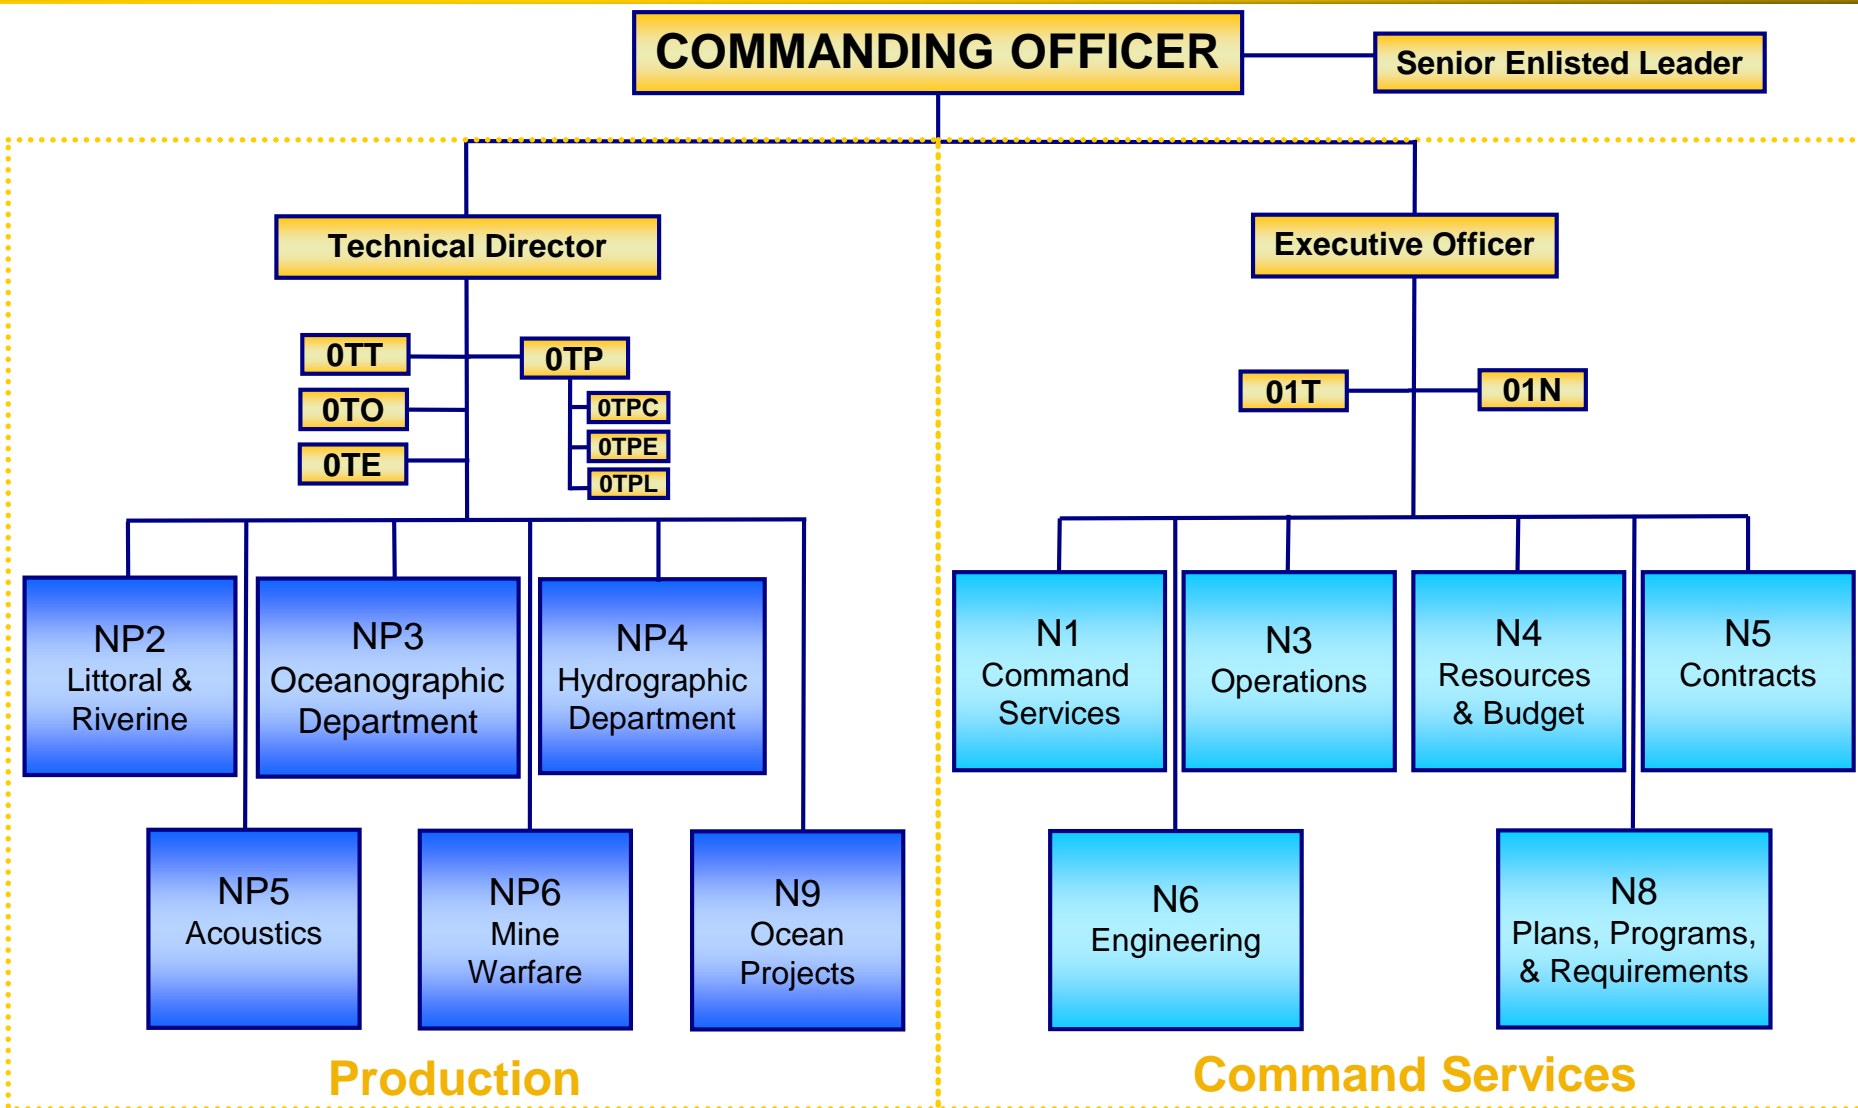 COMMANDING OFFICER
Senior Enlisted Leader
Technical Director
Executive Officer
0TT
0TP
0TO
0TPC
0TPE
0TE
0TPL
01T
01N
NP2
Littoral &
Riverine
NP3
Oceanographic
Department
NP4
Hydrographic
Department
N1
Command
Services
N3
Operations
N4
Resources
& Budget
N5
Contracts
NP5
Acoustics
NP6
Mine
Warfare
N9
Ocean
Projects
N6
Engineering
N8
Plans, Programs,
& Requirements
Production
Command Services